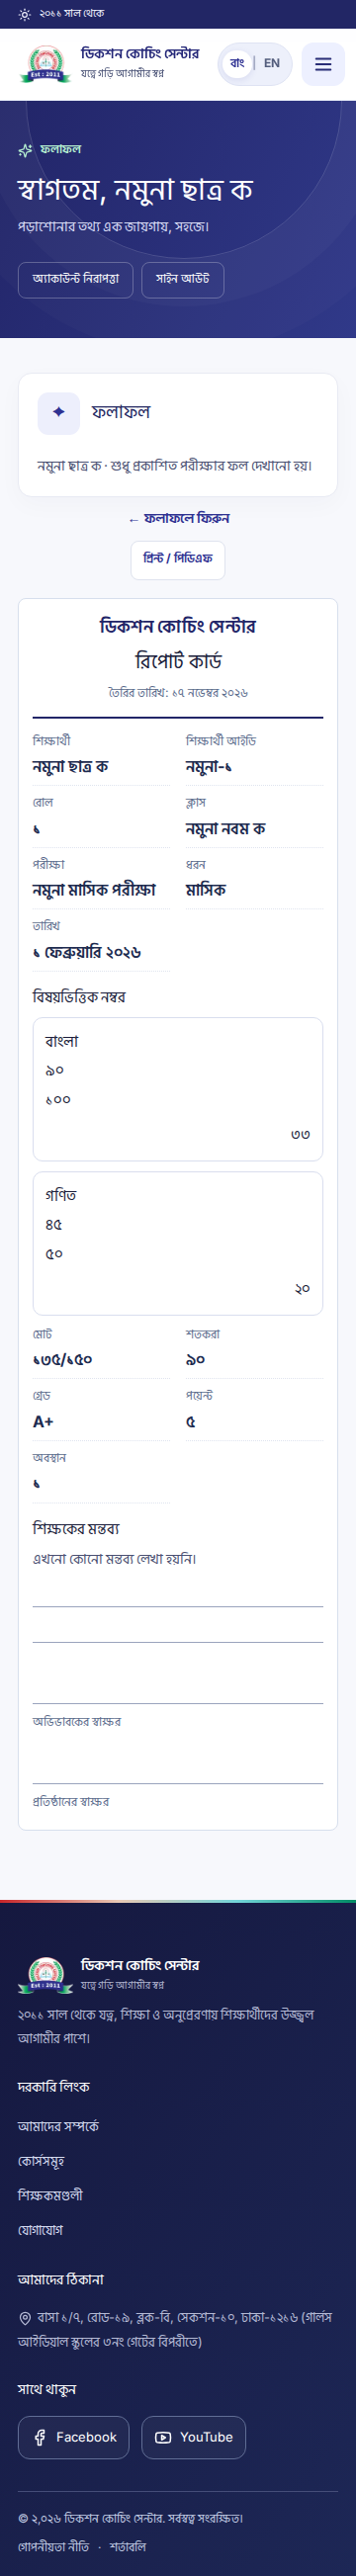 ২০১১ সাল থেকে
ডিকশন কোচিং সেন্টার
যত্নে গড়ি আগামীর স্বপ্ন
বাং | EN
ফলাফল
স্বাগতম, নমুনা ছাত্র ক
পড়াশোনার তথ্য এক জায়গায়, সহজে।
অ্যাকাউন্ট নিরাপত্তা
সাইন আউট
ফলাফল
নমুনা ছাত্র ক · শুধু প্রকাশিত পরীক্ষার ফল দেখানো হয়।
← ফলাফলে ফিরুন
প্রিন্ট / পিডিএফ
ডিকশন কোচিং সেন্টার
রিপোর্ট কার্ড
তৈরির তারিখ: ১৭ নভেম্বর ২০২৬
শিক্ষার্থী
নমুনা ছাত্র ক
শিক্ষার্থী আইডি
নমুনা-১
রোল
১
ক্লাস
নমুনা নবম ক
পরীক্ষা
নমুনা মাসিক পরীক্ষা
ধরন
মাসিক
তারিখ
১ ফেব্রুয়ারি ২০২৬
বিষয়ভিত্তিক নম্বর
বাংলা
৯০
১০০
৩৩
গণিত
৪৫
৫০
২০
মোট
১৩৫/১৫০
শতকরা
৯০
গ্রেড
A+
পয়েন্ট
৫
অবস্থান
১
শিক্ষকের মন্তব্য
এখনো কোনো মন্তব্য লেখা হয়নি।
অভিভাবকের স্বাক্ষর
প্রতিষ্ঠানের স্বাক্ষর
Est : 2011
ডিকশন কোচিং সেন্টার
যত্নে গড়ি আগামীর স্বপ্ন
২০১১ সাল থেকে যত্ন, শিক্ষা ও অনুপ্রেরণায় শিক্ষার্থীদের উজ্জ্বল
আগামীর পাশে।
দরকারি লিংক
আমাদের সম্পর্কে
কোর্সসমূহ
শিক্ষকমণ্ডলী
যোগাযোগ
আমাদের ঠিকানা
বাসা ১/৭, রোড-১৯, ব্লক-বি, সেকশন-১০, ঢাকা-১২১৬ (গার্লস
আইডিয়াল স্কুলের ৩নং গেটের বিপরীতে)
সাথে থাকুন
Facebook
YouTube
© ২,০২৬ ডিকশন কোচিং সেন্টার. সর্বস্বত্ব সংরক্ষিত।
গোপনীয়তা নীতি · শর্তাবলি